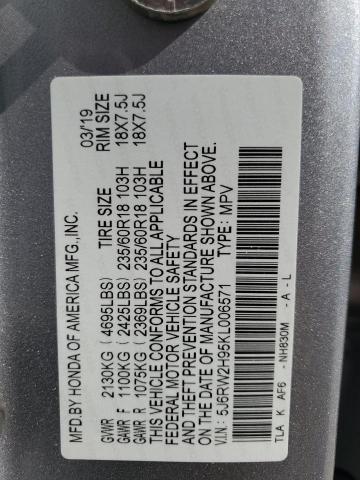 MFD.BY HONDA OF AMERICA MFG.,INC. 03/'19
TIRE SIZE RIM SIZE
GVWR 2130KG (4695LBS)
GAWR F 1100KG (2425LBS) 235/60R18 103H 18X7.5J
GAWR R 1075KG (2369LBS) 235/60R18 103H 18X7.5J
THIS VEHICLE CONFORMS TO ALL APPLICABLE
FEDERAL MOTOR VEHICLE SAFETY
AND THEFT PREVENTION STANDARDS IN EFFECT
ON THE DATE OF MANUFACTURE SHOWN ABOVE.
V.I.N.: 5J6RW2H95KL006571 TYPE: MPV
TLA K AF6 -NH830M -A-L